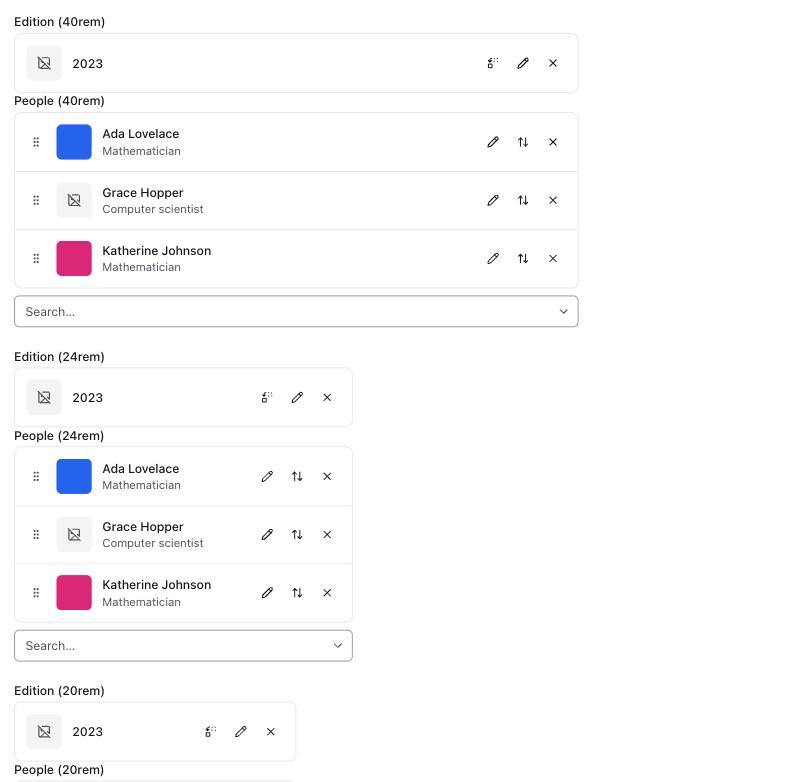 Edition (40rem)
2023
People (40rem)
Ada Lovelace
Mathematician
Grace Hopper
Computer scientist
Katherine Johnson
Mathematician
Search...
Edition (24rem)
2023
People (24rem)
Ada Lovelace
Mathematician
Grace Hopper
Computer scientist
Katherine Johnson
Mathematician
Search...
Edition (20rem)
2023
People (20rem)